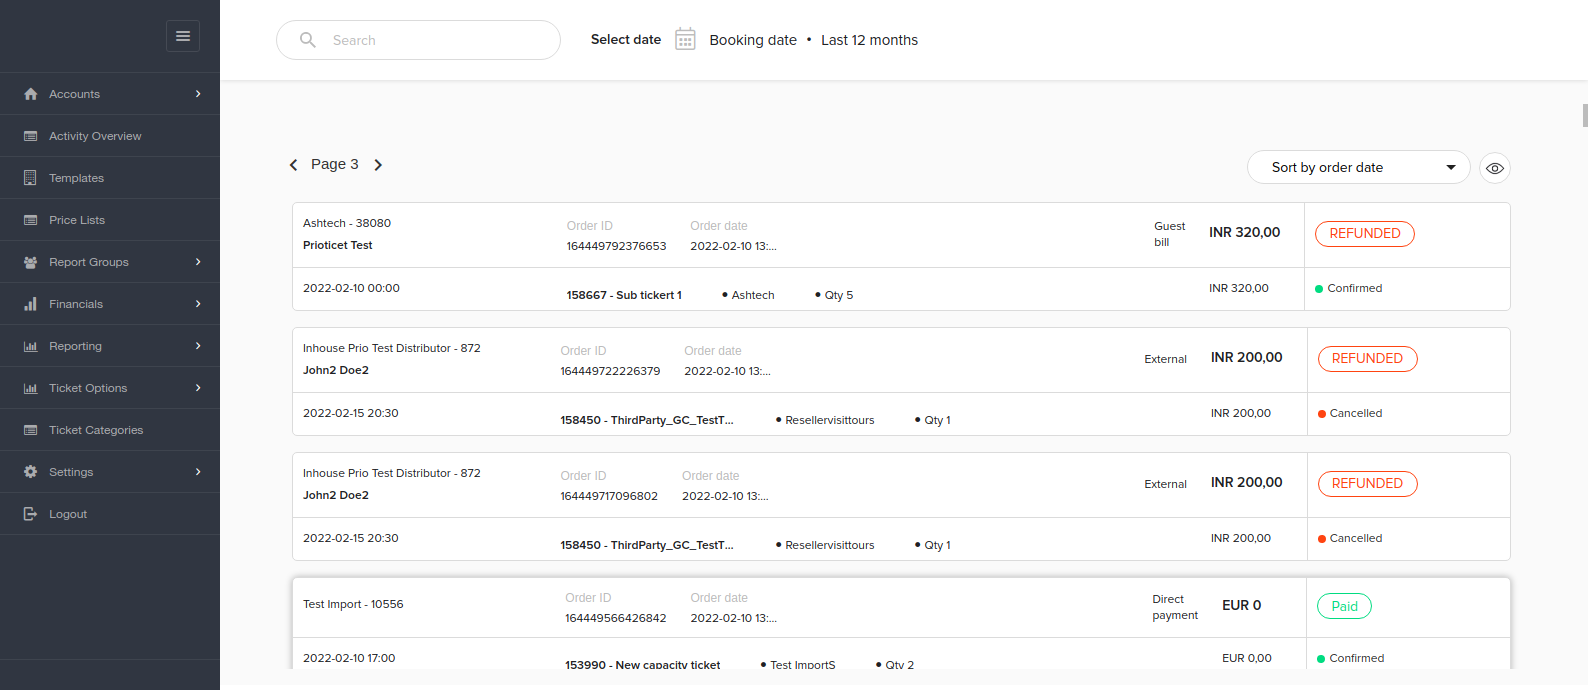 Search
Select date Booking date • Last 12 months
Accounts
Activity Overview
Templates
Price Lists
Report Groups
Financials
Reporting
Ticket Options
Ticket Categories
Settings
Logout
Page 3
Sort by order date
Ashtech - 38080 Order ID Order date Guest bill INR 320,00 REFUNDED
Prioticet Test 164449792376653 2022-02-10 13:...
2022-02-10 00:00 158667 - Sub tickert 1 • Ashtech • Qty 5 INR 320,00 Confirmed
Inhouse Prio Test Distributor - 872 Order ID Order date External INR 200,00 REFUNDED
John2 Doe2 164449722226379 2022-02-10 13:...
2022-02-15 20:30 158450 - ThirdParty_GC_TestT... • Resellervisittours • Qty 1 INR 200,00 Cancelled
Inhouse Prio Test Distributor - 872 Order ID Order date External INR 200,00 REFUNDED
John2 Doe2 164449717096802 2022-02-10 13:...
2022-02-15 20:30 158450 - ThirdParty_GC_TestT... • Resellervisittours • Qty 1 INR 200,00 Cancelled
Test Import - 10556 Order ID Order date Direct payment EUR 0 Paid
164449566426842 2022-02-10 13:...
2022-02-10 17:00 153990 - New capacity ticket • Test ImportS • Qty 2 EUR 0,00 Confirmed